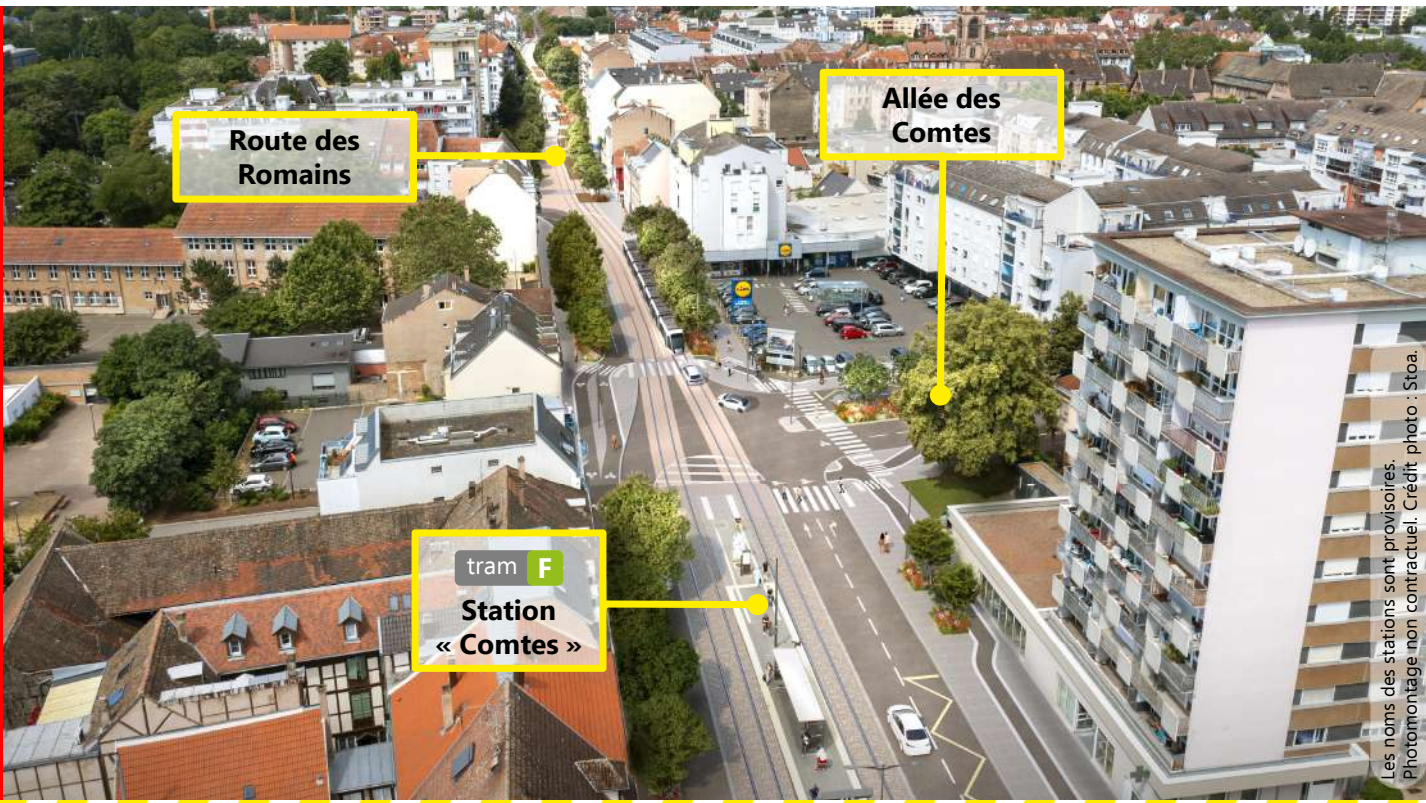 Route des
Romains
Allée des
Comtes
tram F
Station
« Comtes »
Les noms des stations sont provisoires.
Photomontage non contractuel. Crédit photo : Stoa.